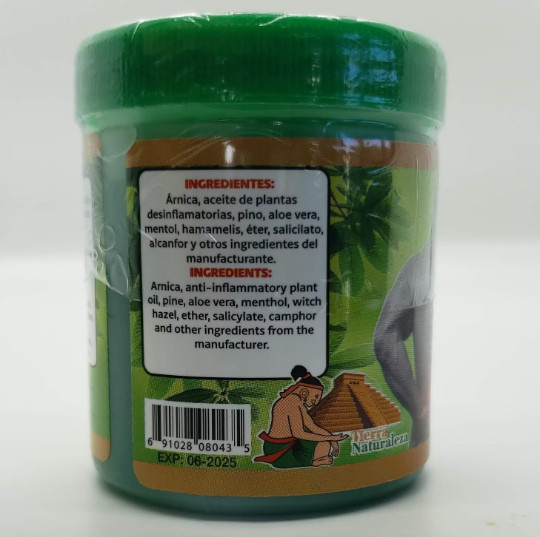 INGREDIENTES:
Árnica, aceite de plantas
desinflamatorias, pino, aloe vera,
mentol, hamamelis, éter, salicilato,
alcanfor y otros ingredientes del
manufacturante.
INGREDIENTS:
Arnica, anti-inflammatory plant
oil, pine, aloe vera, menthol, witch
hazel, ether, salicylate, camphor
and other ingredients from the
manufacturer.
6 91028 08043 5
EXP: 06-2025
Tierra
Naturaleza